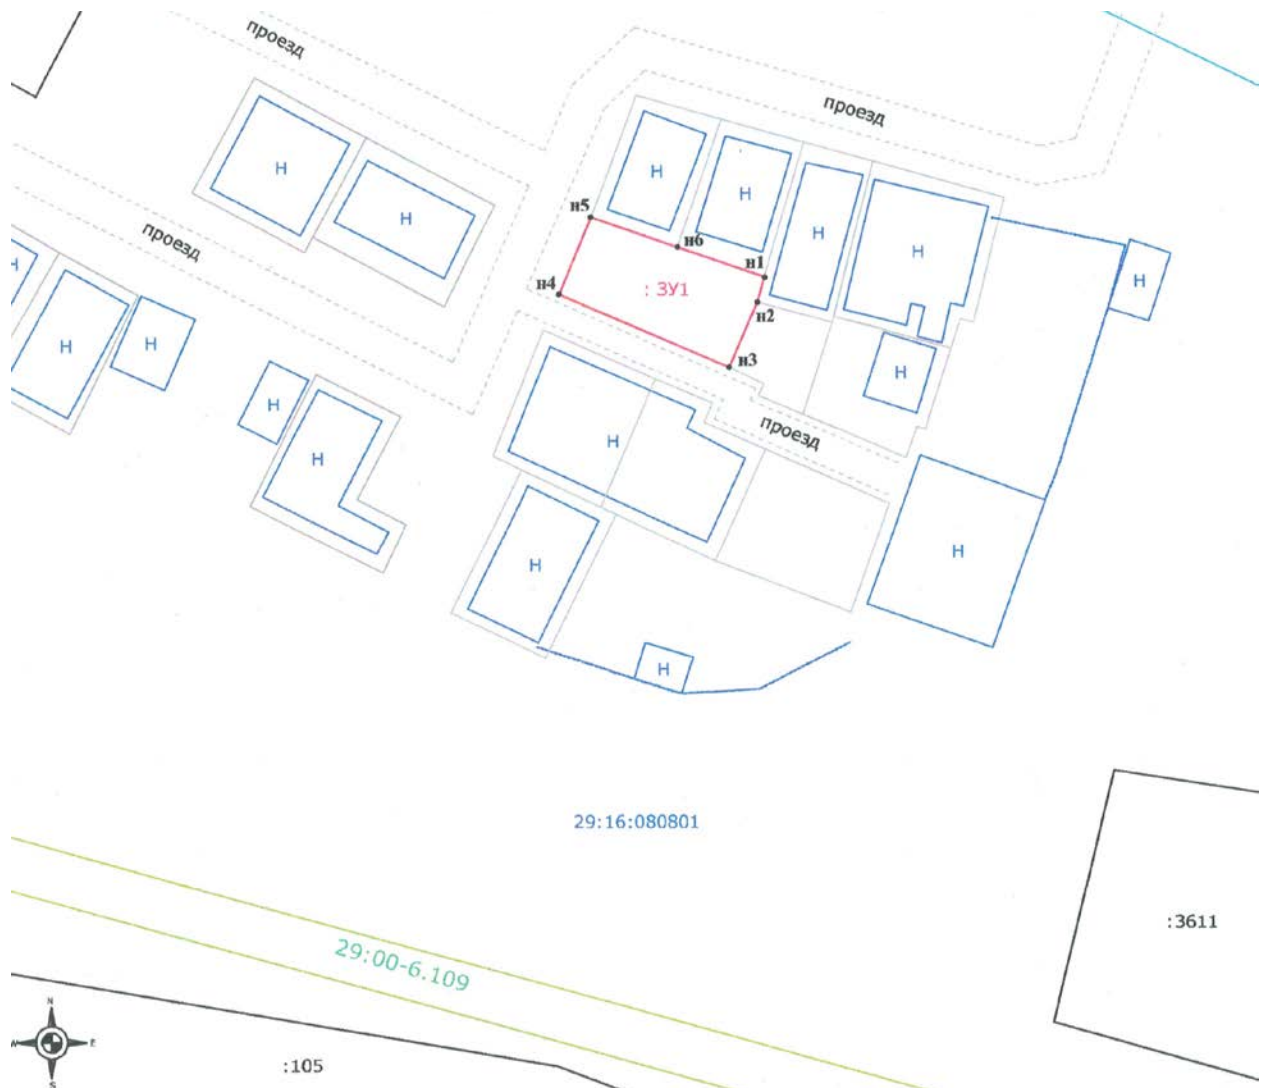 проезд
проезд
Н
Н
Н
Н
н5
н6
Н
Н
проезд
н1
Н
Н
н4
: ЗУ1
н2
Н
Н
Н
Н
н3
Н
Н
Н
Н
проезд
Н
Н
Н
29:16:080801
:3611
29:00-6.109
N
W
E
S
:105